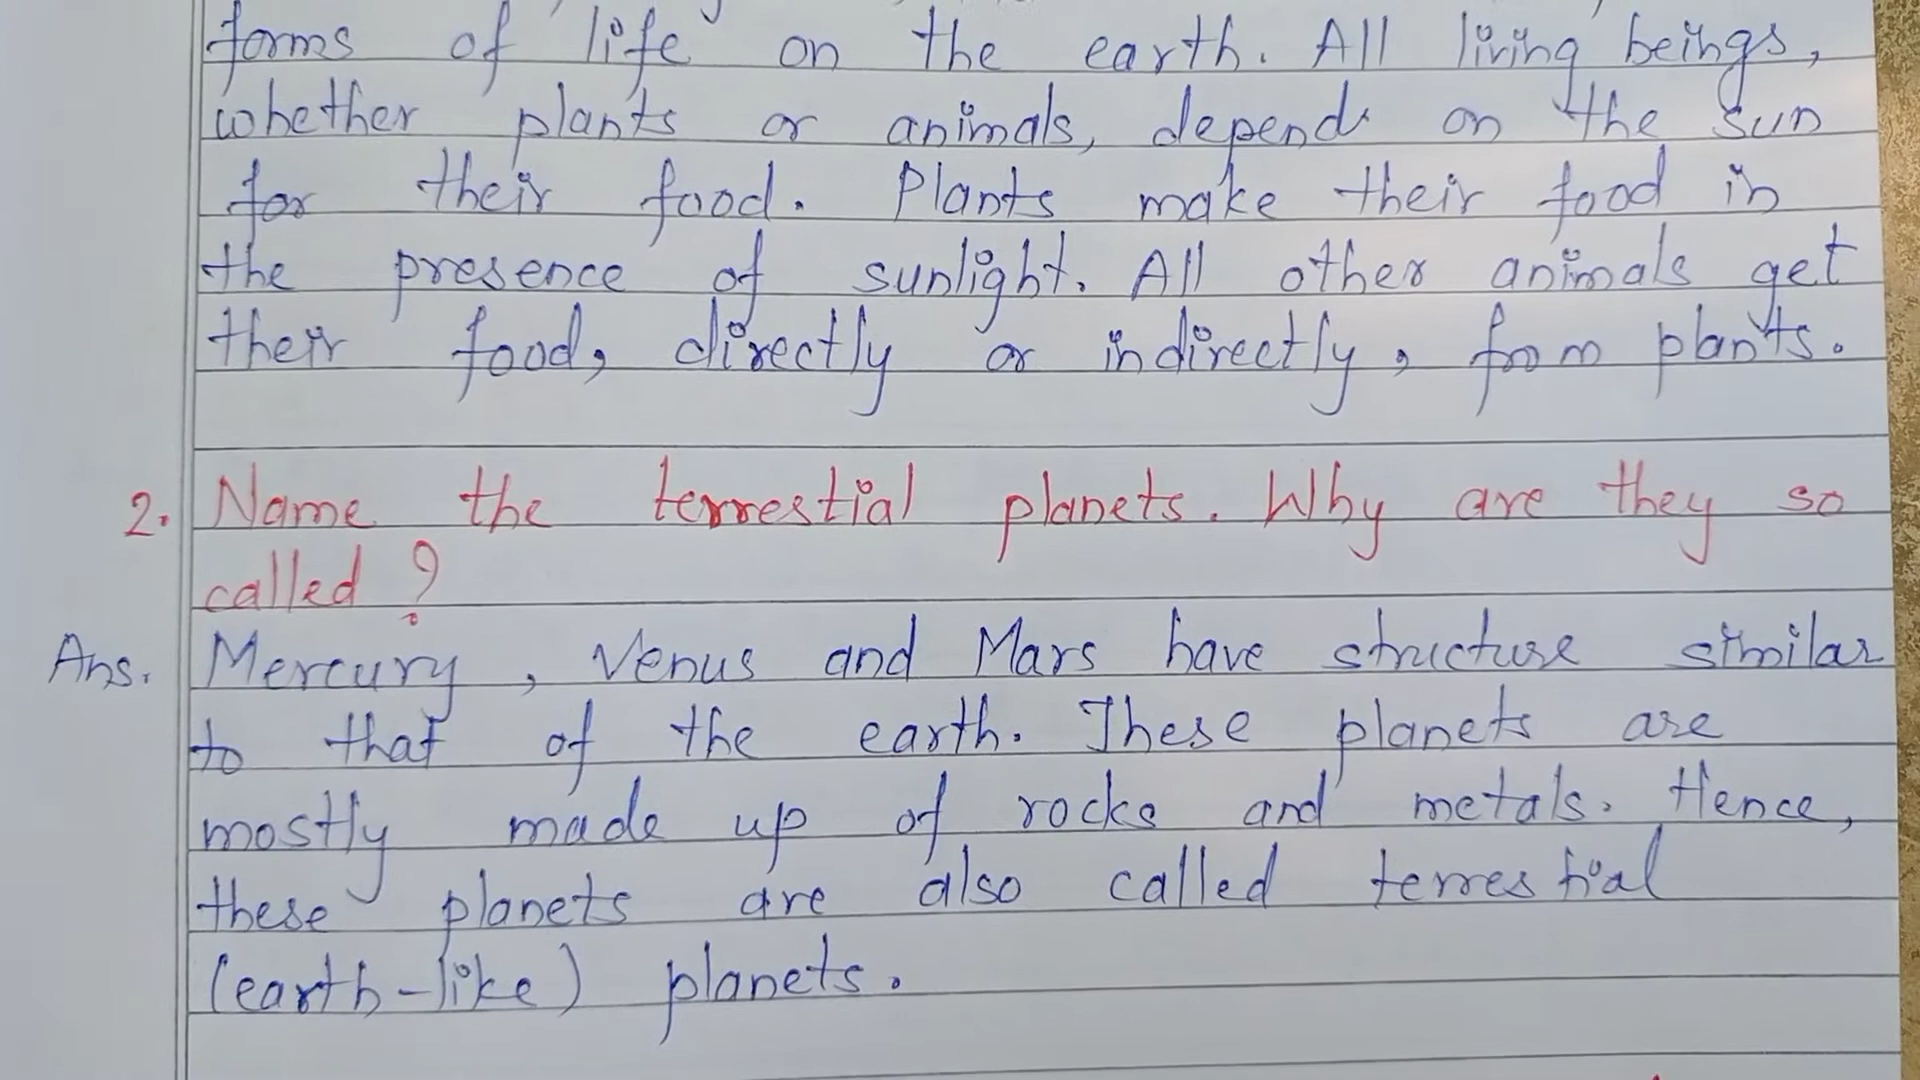 forms of life on the earth. All living beings,
whether plants or animals, depend on the sun
for their food. Plants make their food in
the presence of sunlight. All other animals get
their food, directly or indirectly, from plants.
2. Name the terrestial planets. Why are they so
called?
Ans. Mercury, Venus and Mars have structure similar
to that of the earth. These planets are
mostly made up of rocks and metals. Hence,
these planets are also called terrestial
(earth-like) planets.